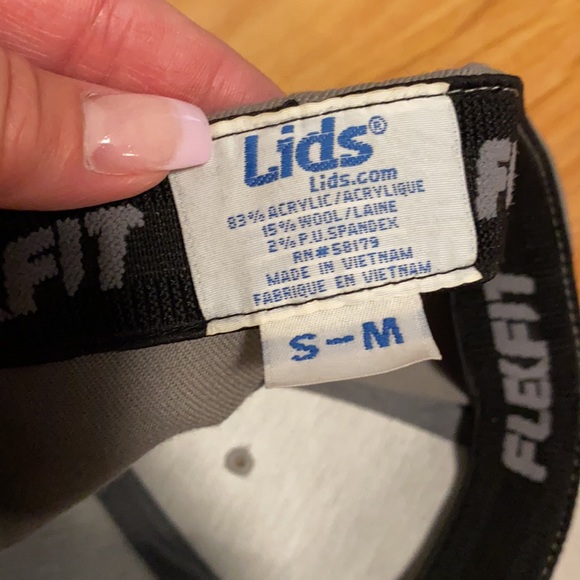 Lids®
Lids.com
83% ACRYLIC/ACRYLIQUE
15% WOOL/LAINE
2% P.U.SPANDEX
RN#58179
MADE IN VIETNAM
FABRIQUE EN VIETNAM
S-M
FLEXFIT